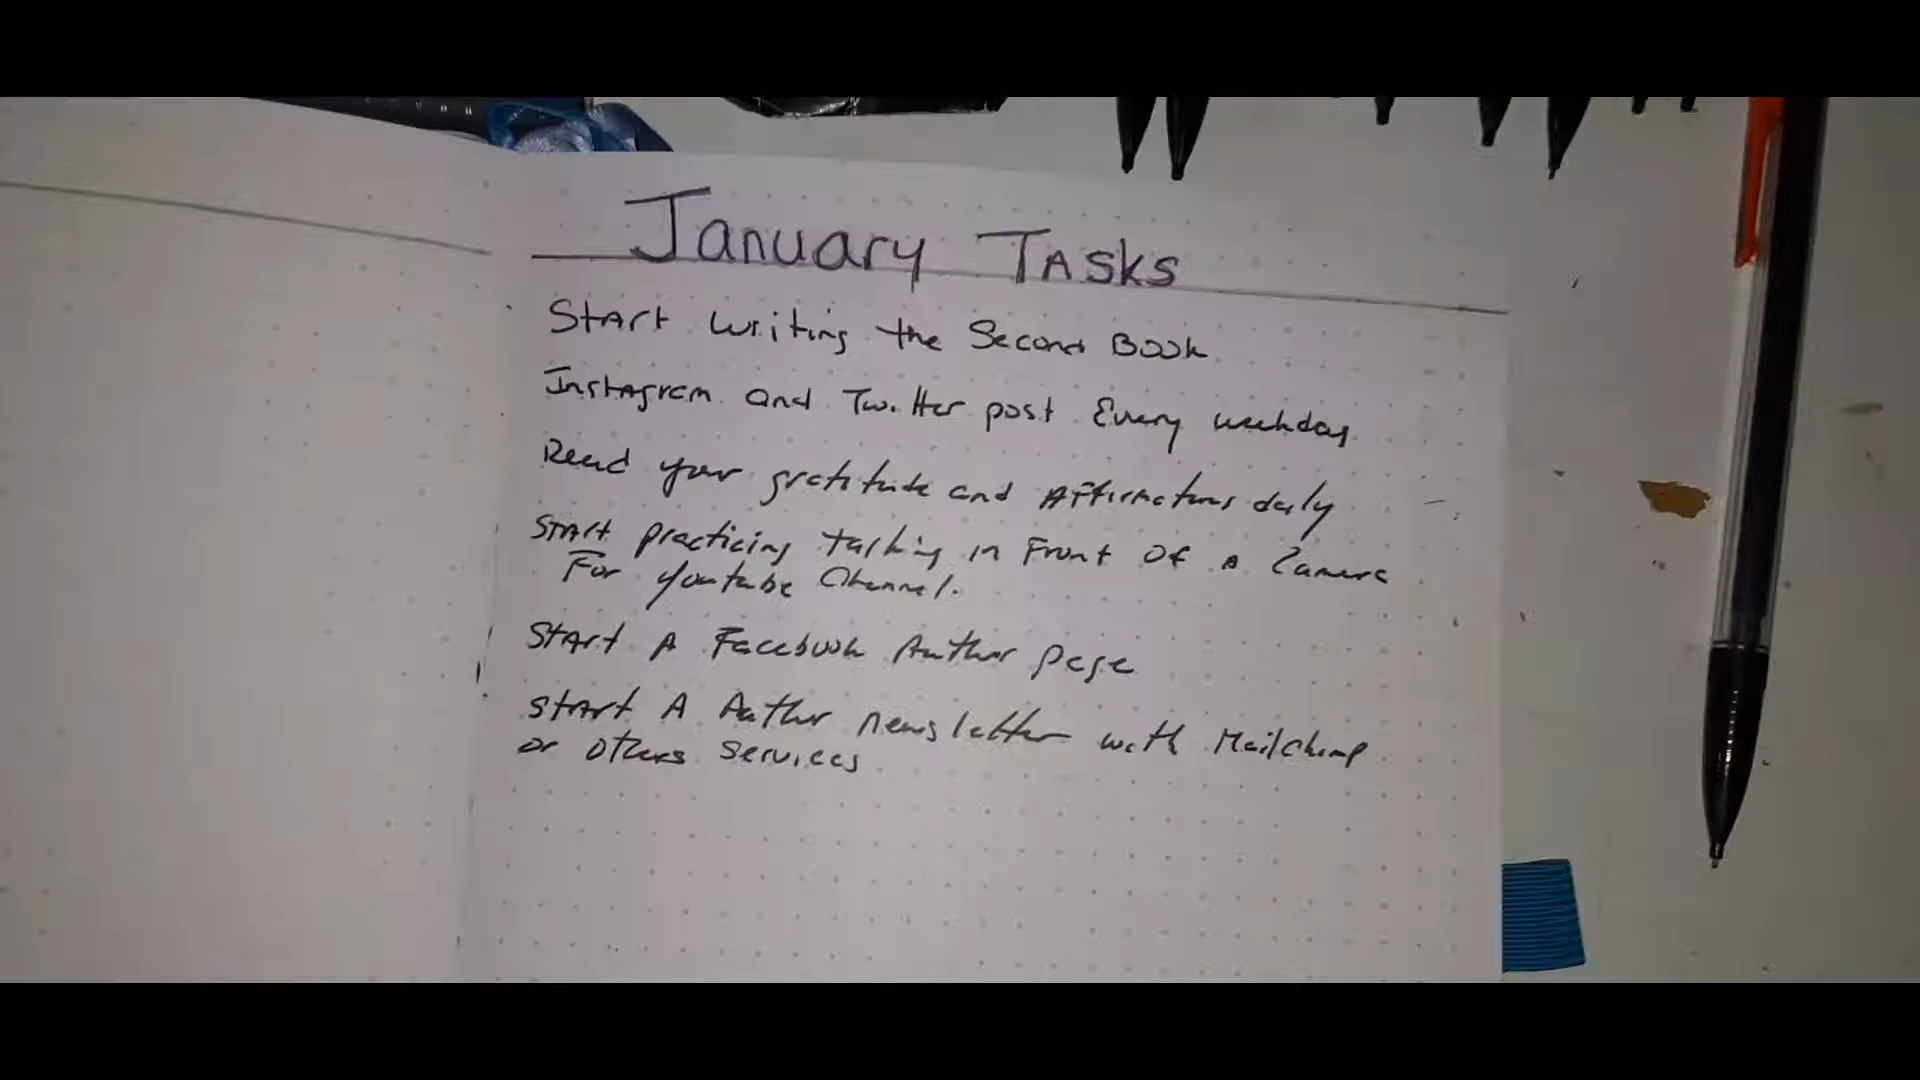 January Tasks
Start writing the Second Book
Instagram and Twitter post Every weekday
Read your gratitude and Affirmations daily
Start practicing talking in Front Of a Camera
For Youtube Channel.
Start A Facebook Author page
Start A Author newsletter with Mailchimp
or others services